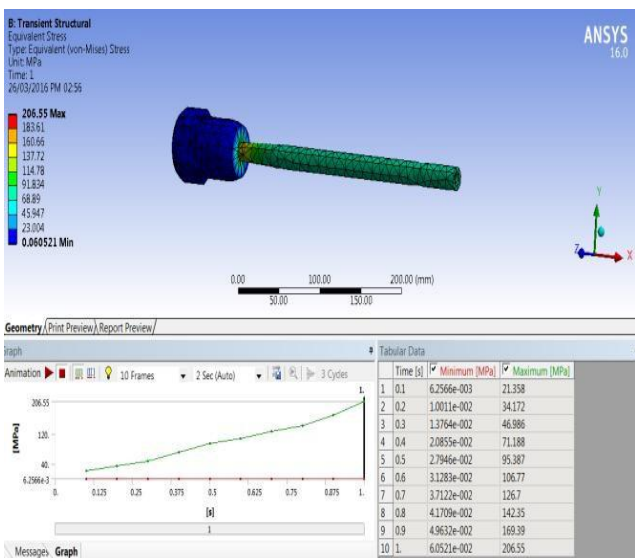 B: Transient Structural
Equivalent Stress
Type: Equivalent (von-Mises) Stress
Unit: MPa
Time: 1
26/03/2016 PM 02:56
206.55 Max
183.61
160.66
137.72
114.78
91.834
68.89
45.947
23.004
0.060521 Min
ANSYS
16.0
Y
Z
X
0.00 100.00 200.00 (mm)
50.00 150.00
Geometry Print Preview Report Preview
Graph
Animation 10 Frames 2 Sec (Auto) 3 Cycles
1.
206.55
120.
40.
6.2566e-3
[MPa]
0. 0.125 0.25 0.375 0.5 0.625 0.75 0.875 1.
[s]
1
Messages Graph
Tabular Data
Time [s] Minimum [MPa] Maximum [MPa]
1 0.1 6.2566e-003 21.358
2 0.2 1.0011e-002 34.172
3 0.3 1.3764e-002 46.986
4 0.4 2.0855e-002 71.188
5 0.5 2.7946e-002 95.387
6 0.6 3.1283e-002 106.77
7 0.7 3.7122e-002 126.7
8 0.8 4.1709e-002 142.35
9 0.9 4.9632e-002 169.39
10 1. 6.0521e-002 206.55